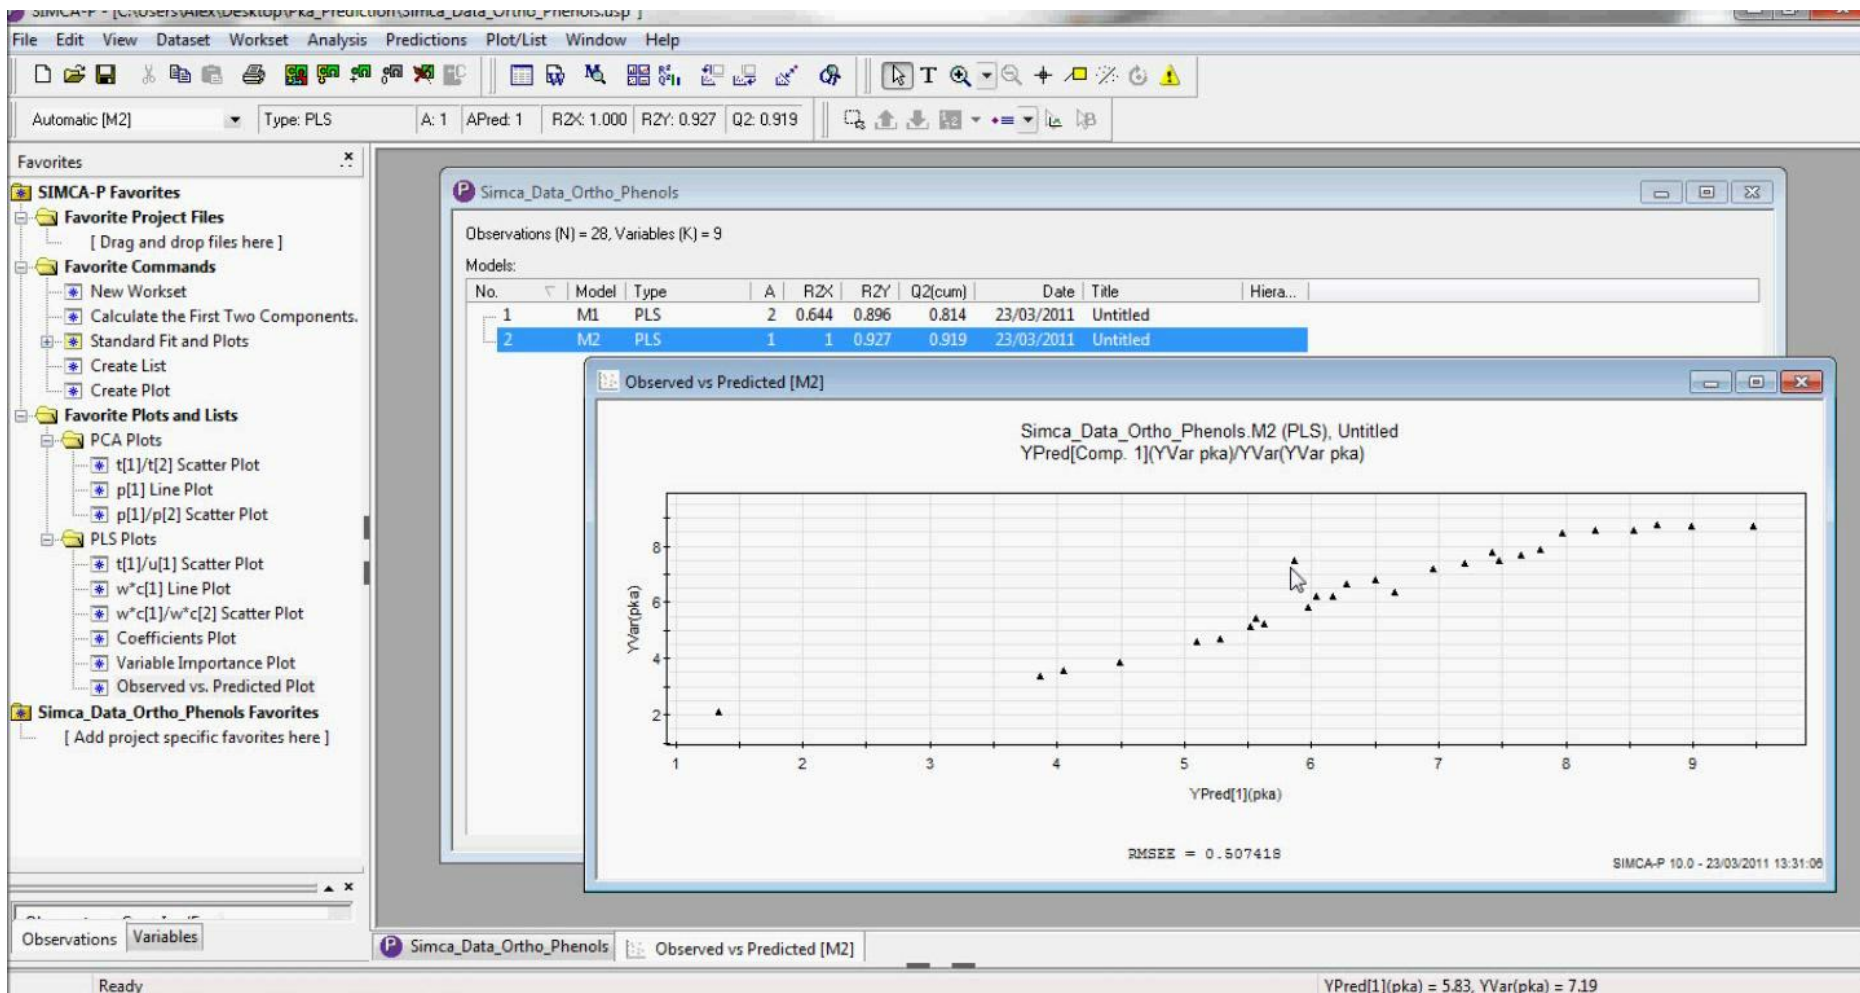 SIMCA-P - [C:\Users\Alex\Desktop\Pka_Prediction\Simca_Data_Ortho_Phenols.usp ]
File Edit View Dataset Workset Analysis Predictions Plot/List Window Help
Automatic [M2] Type: PLS A: 1 APred: 1 R2X: 1.000 R2Y: 0.927 Q2: 0.919
Favorites
SIMCA-P Favorites
Favorite Project Files
[ Drag and drop files here ]
Favorite Commands
New Workset
Calculate the First Two Components.
Standard Fit and Plots
Create List
Create Plot
Favorite Plots and Lists
PCA Plots
t[1]/t[2] Scatter Plot
p[1] Line Plot
p[1]/p[2] Scatter Plot
PLS Plots
t[1]/u[1] Scatter Plot
w*c[1] Line Plot
w*c[1]/w*c[2] Scatter Plot
Coefficients Plot
Variable Importance Plot
Observed vs. Predicted Plot
Simca_Data_Ortho_Phenols Favorites
[ Add project specific favorites here ]
Observations Variables
Simca_Data_Ortho_Phenols
Observations (N) = 28, Variables (K) = 9
Models:
No. Model Type A R2X R2Y Q2(cum) Date Title Hiera...
1 M1 PLS 2 0.644 0.896 0.814 23/03/2011 Untitled
2 M2 PLS 1 1 0.927 0.919 23/03/2011 Untitled
Observed vs Predicted [M2]
Simca_Data_Ortho_Phenols.M2 (PLS), Untitled
YPred[Comp. 1](YVar pka)/YVar(YVar pka)
YVar(pka)
8
6
4
2
1 2 3 4 5 6 7 8 9
YPred[1](pka)
RMSEE = 0.507418
SIMCA-P 10.0 - 23/03/2011 13:31:06
Simca_Data_Ortho_Phenols Observed vs Predicted [M2]
Ready YPred[1](pka) = 5.83, YVar(pka) = 7.19